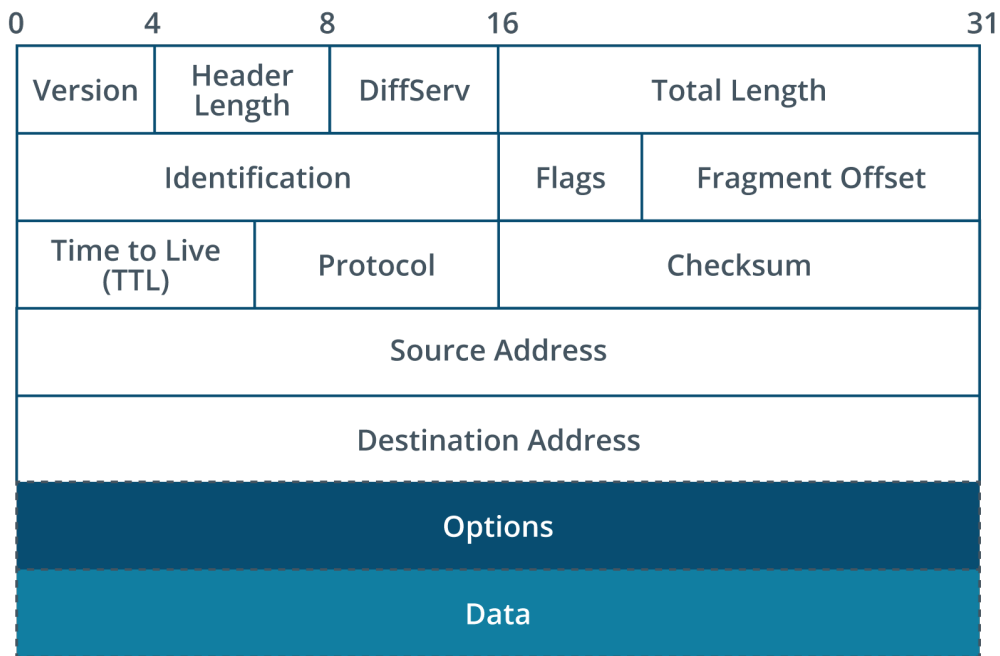 0 4 8 16 31
Version
Header
Length
DiffServ
Total Length
Identification
Flags
Fragment Offset
Time to Live
(TTL)
Protocol
Checksum
Source Address
Destination Address
Options
Data